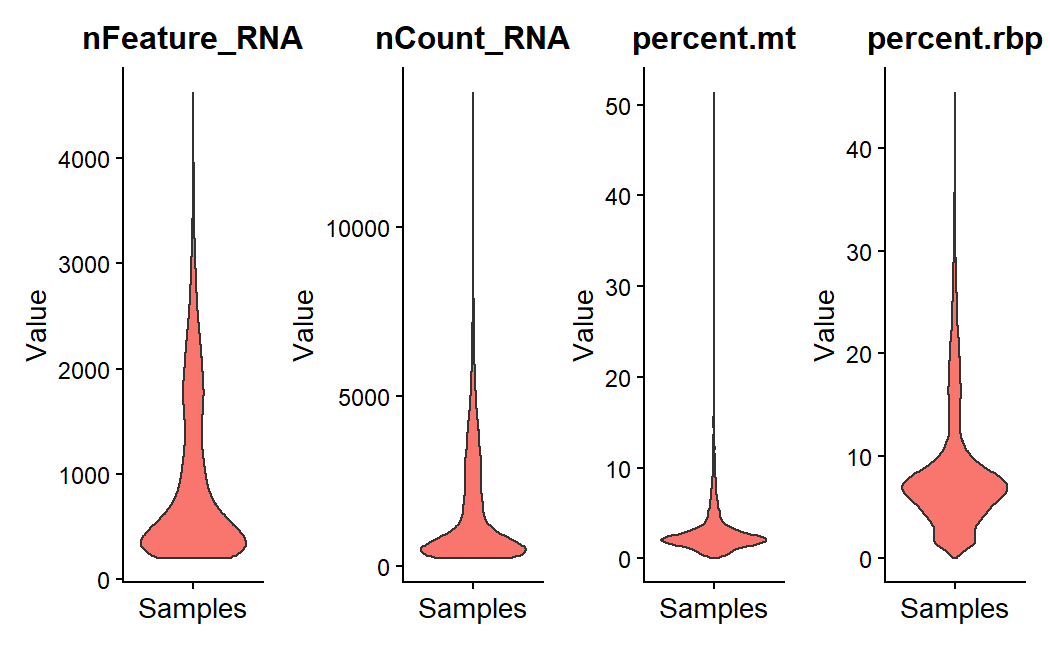 nFeature_RNA
Value
4000
3000
2000
1000
0
Samples
nCount_RNA
Value
10000
5000
0
Samples
percent.mt
Value
50
40
30
20
10
0
Samples
percent.rbp
Value
40
30
20
10
0
Samples